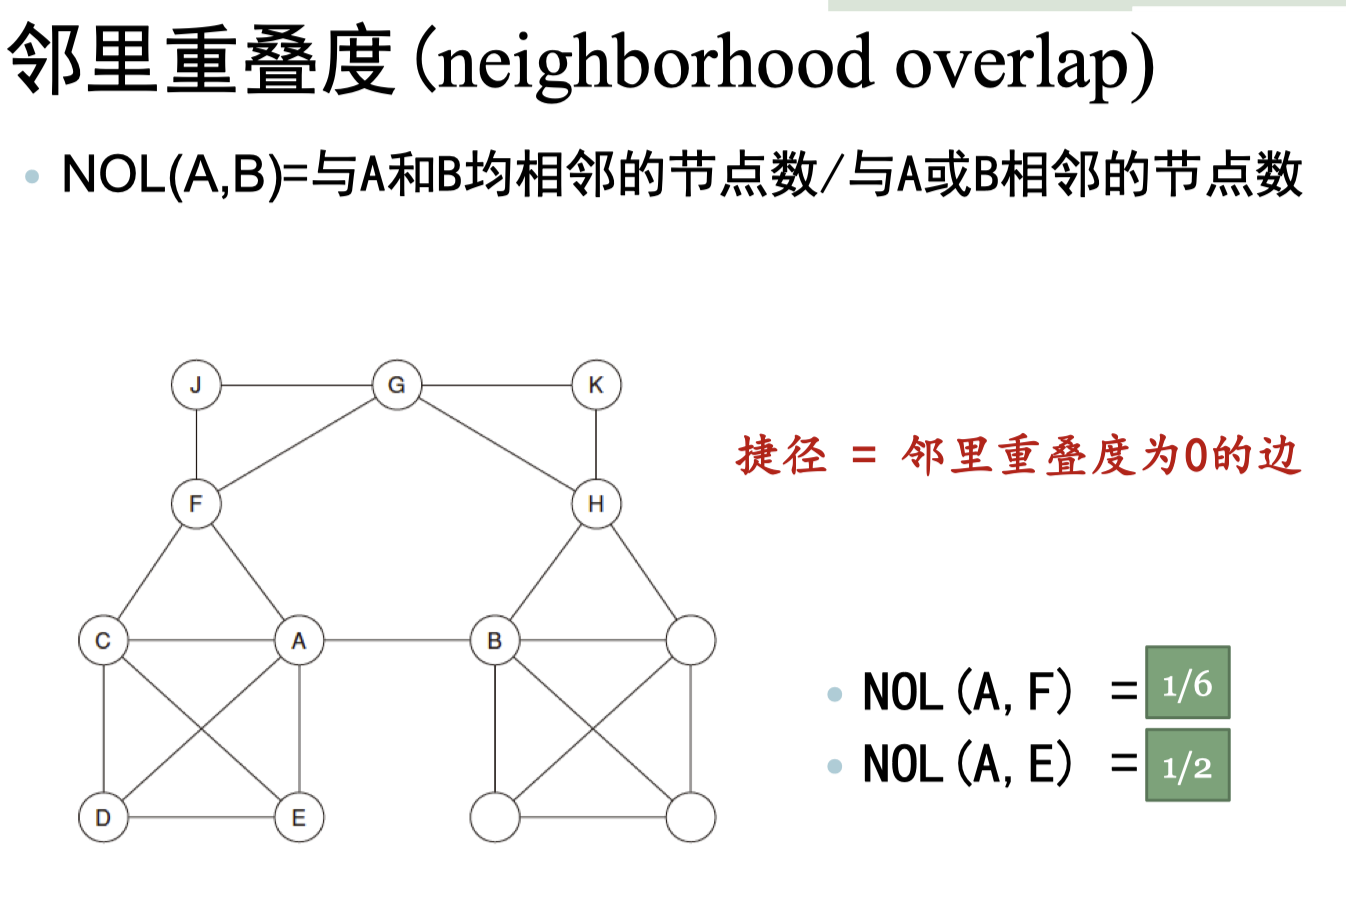 邻里重叠度(neighborhood overlap)
• NOL(A,B)=与A和B均相邻的节点数/与A或B相邻的节点数
J G K
F H
捷径 = 邻里重叠度为0的边
C A B
• NOL(A,F) = 1/6
• NOL(A,E) = 1/2
D E